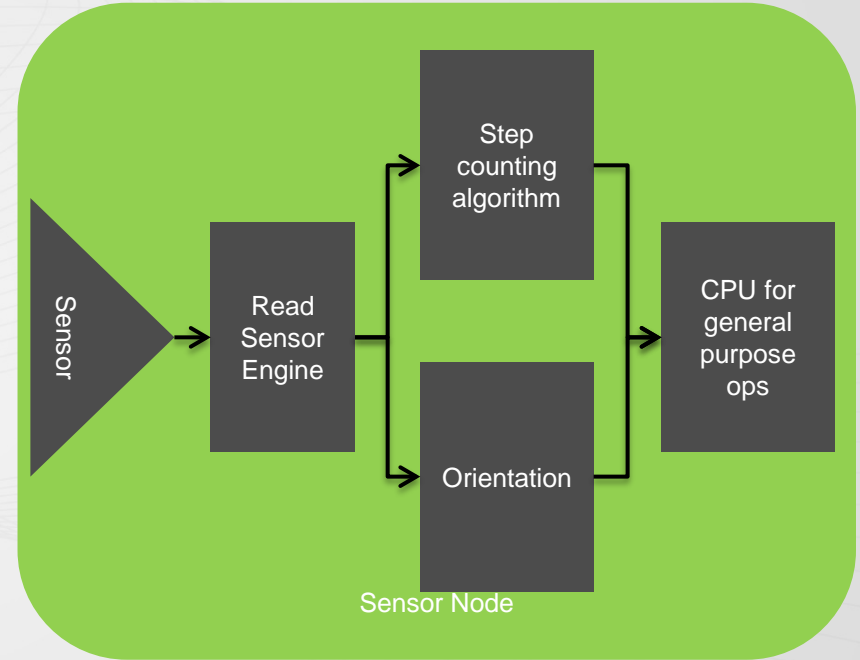 Sensor
Read
Sensor
Engine
Step
counting
algorithm
Orientation
CPU for
general
purpose
ops
Sensor Node